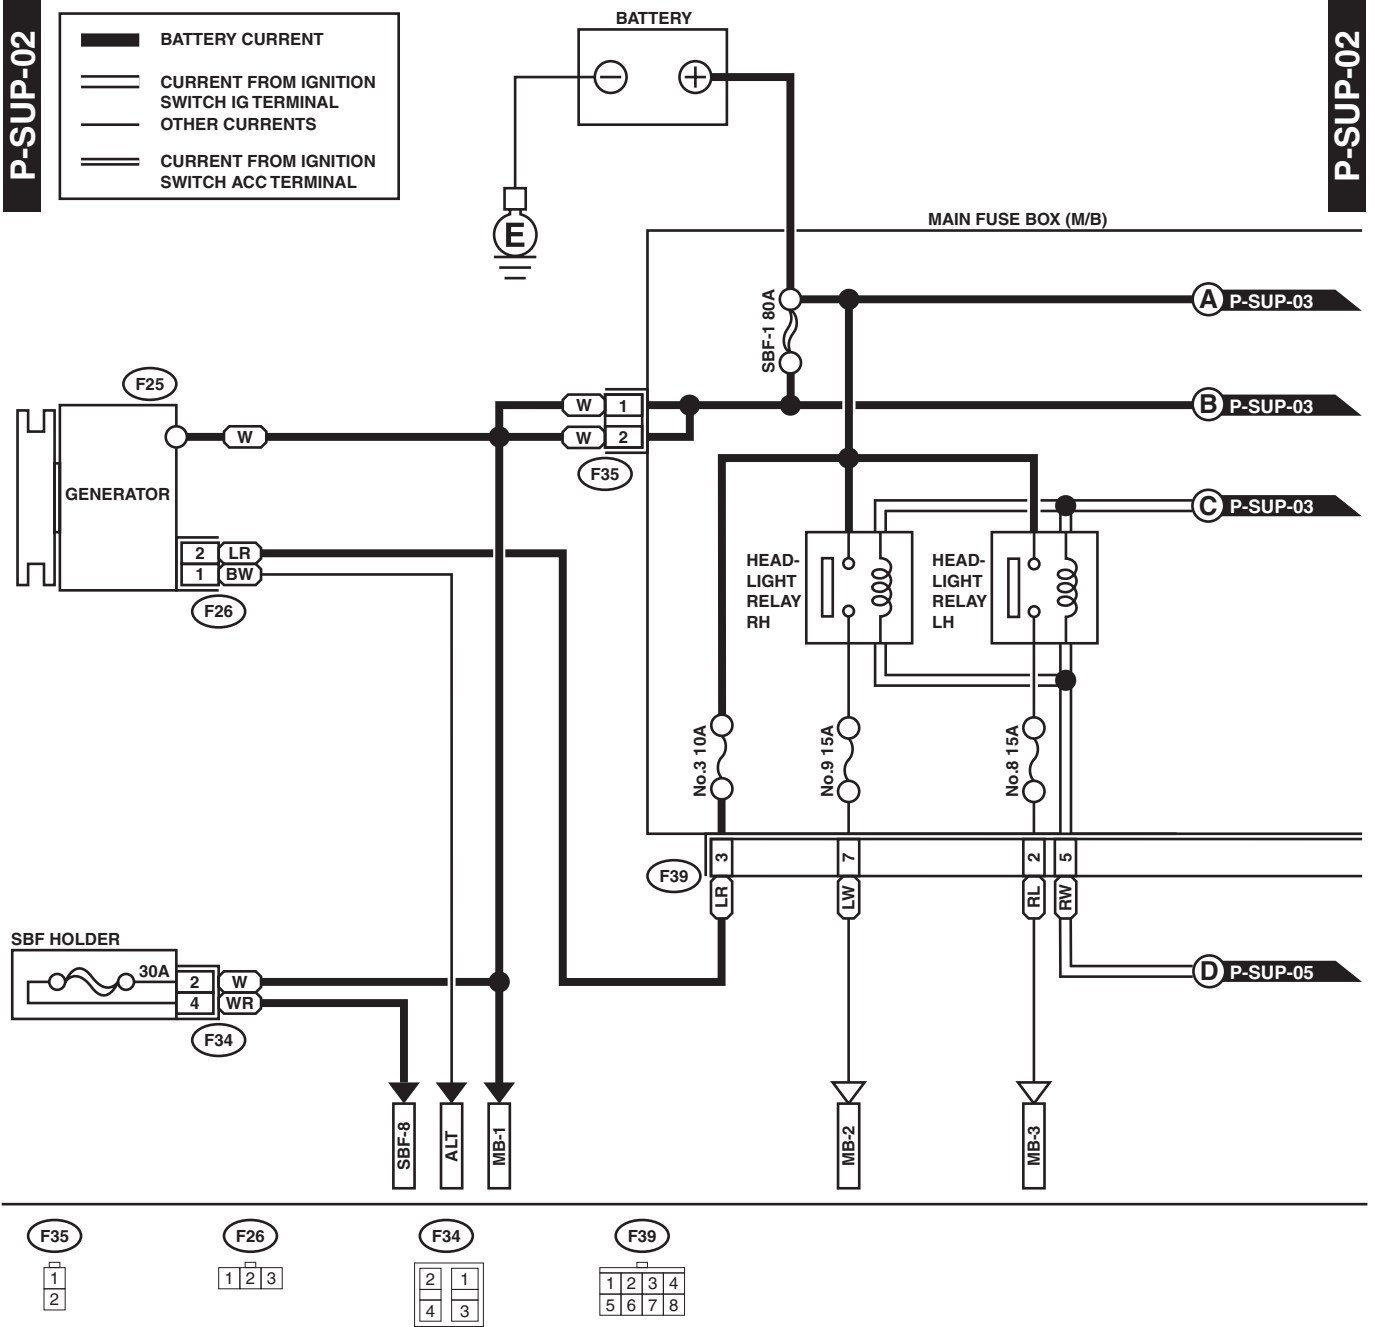 P-SUP-02
BATTERY CURRENT
CURRENT FROM IGNITION
SWITCH IG TERMINAL
OTHER CURRENTS
CURRENT FROM IGNITION
SWITCH ACC TERMINAL
BATTERY
− +
P-SUP-02
E
MAIN FUSE BOX (M/B)
SBF-1 80A
A P-SUP-03
B P-SUP-03
C P-SUP-03
F25
W
GENERATOR
W 1
W 2
F35
2 LR
1 BW
F26
HEAD-
LIGHT
RELAY
RH
HEAD-
LIGHT
RELAY
LH
No.3 10A
No.9 15A
No.8 15A
F39
3 7 2 5
LR LW RL RW
D P-SUP-05
SBF HOLDER
30A
2 W
4 WR
F34
SBF-8
ALT
MB-1
MB-2
MB-3
F35
1
2
F26
1 2 3
F34
2 1
4 3
F39
1 2 3 4
5 6 7 8